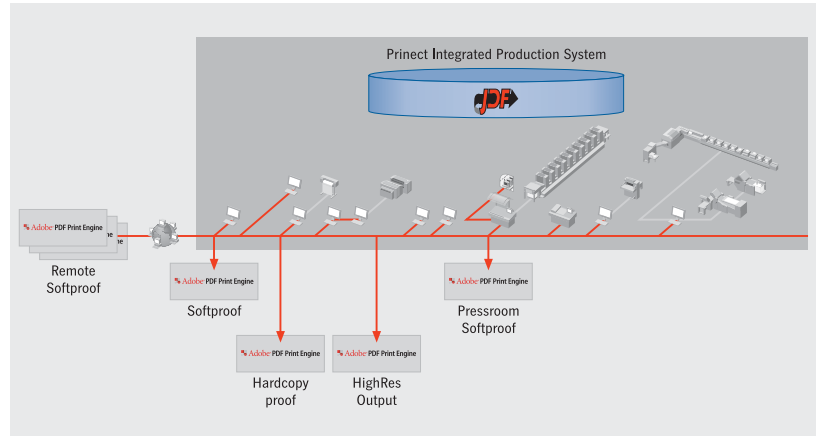 Prinect Integrated Production System
JDF
Adobe PDF Print Engine
Remote
Softproof
Adobe PDF Print Engine
Softproof
Adobe PDF Print Engine
Pressroom
Softproof
Adobe PDF Print Engine
Hardcopy
proof
Adobe PDF Print Engine
HighRes
Output